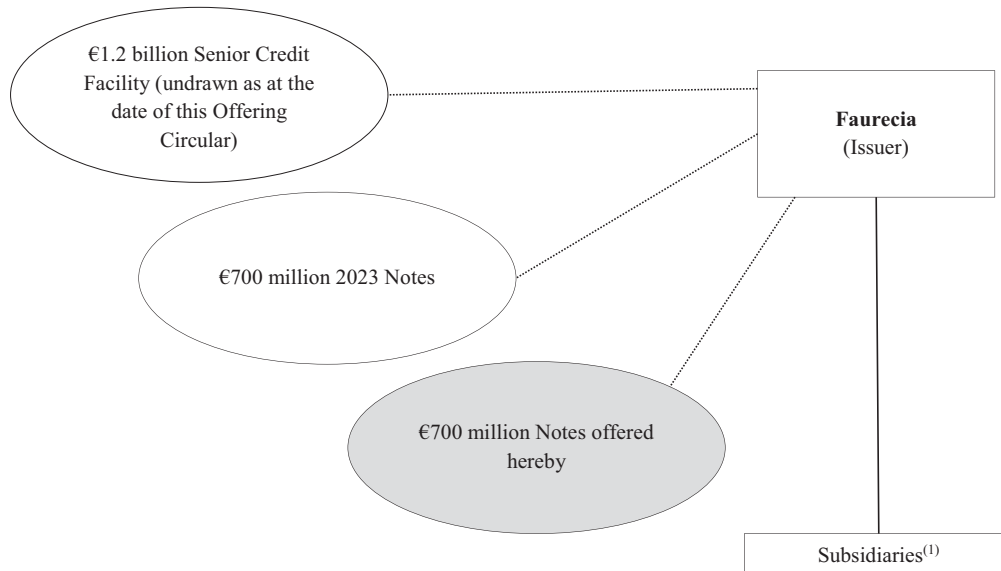 €1.2 billion Senior Credit
Facility (undrawn as at the
date of this Offering
Circular)
Faurecia
(Issuer)
€700 million 2023 Notes
€700 million Notes offered
hereby
Subsidiaries(1)